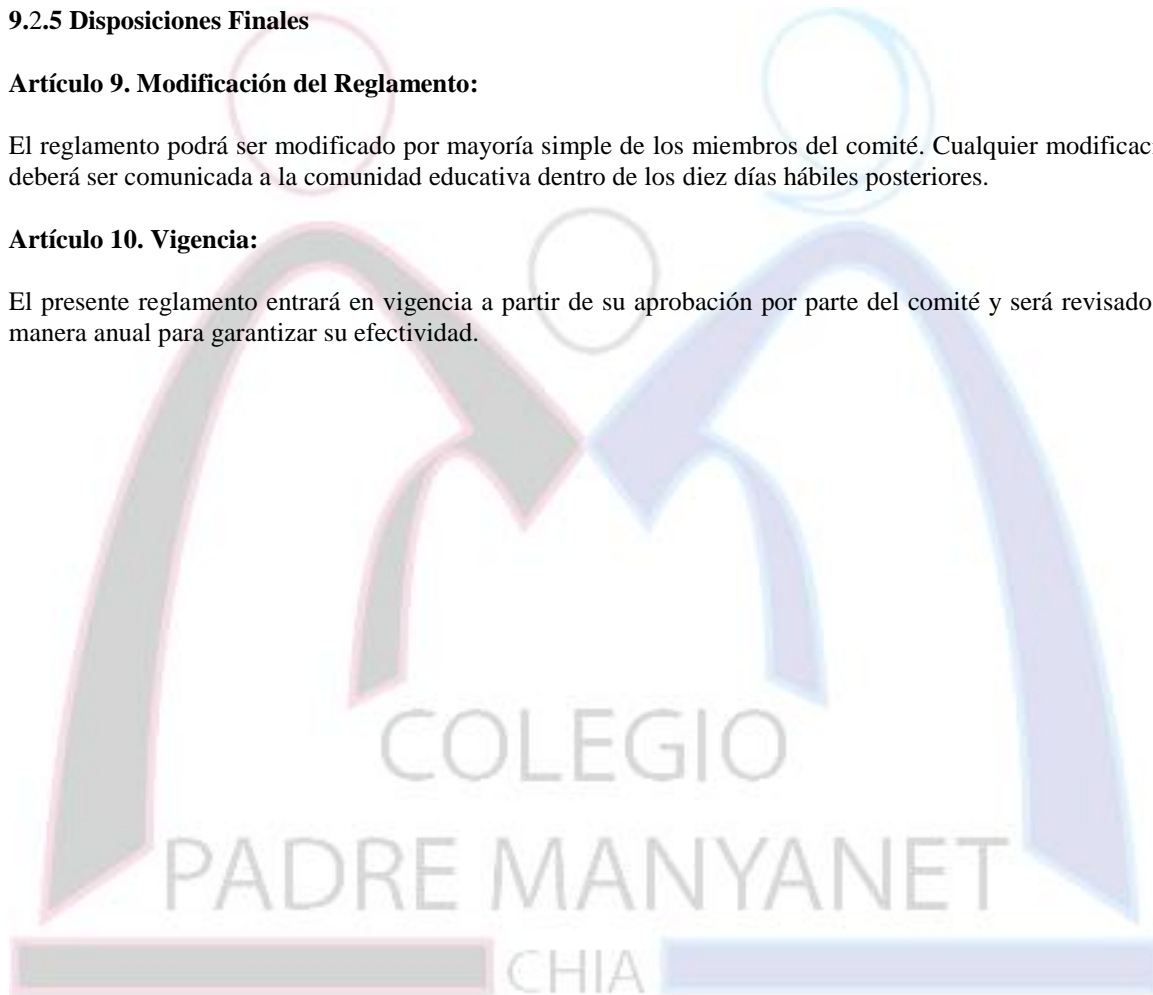 9.2.5 Disposiciones Finales
Artículo 9. Modificación del Reglamento:
El reglamento podrá ser modificado por mayoría simple de los miembros del comité. Cualquier modificac
deberá ser comunicada a la comunidad educativa dentro de los diez días hábiles posteriores.
Artículo 10. Vigencia:
El presente reglamento entrará en vigencia a partir de su aprobación por parte del comité y será revisado
manera anual para garantizar su efectividad.
COLEGIO
PADRE MANYANET
CHIA